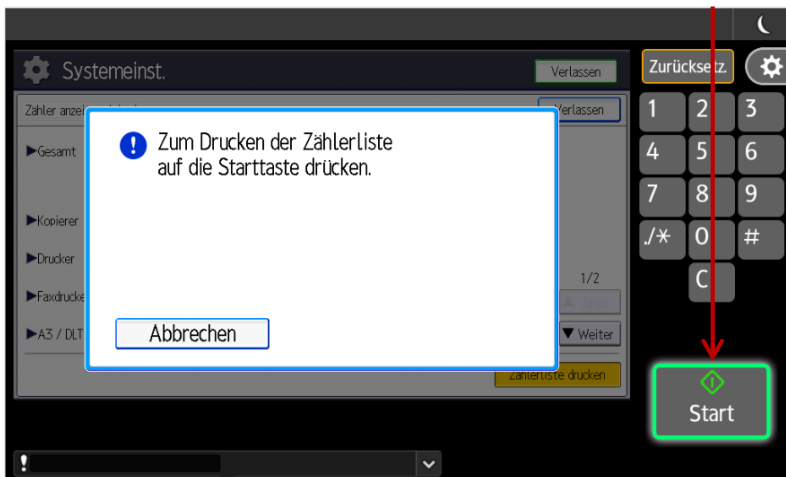 Systemeinst.
Verlassen
Zurücksetz.
Zähler anzei
Verlassen
Zum Drucken der Zählerliste
auf die Starttaste drücken.
►Gesamt
►Kopierer
►Drucker
►Faxdrucke
►A3 / DLT
1/2
▼ Weiter
Abbrechen
Zählerliste drucken
1 2 3
4 5 6
7 8 9
./* 0 #
C
Start